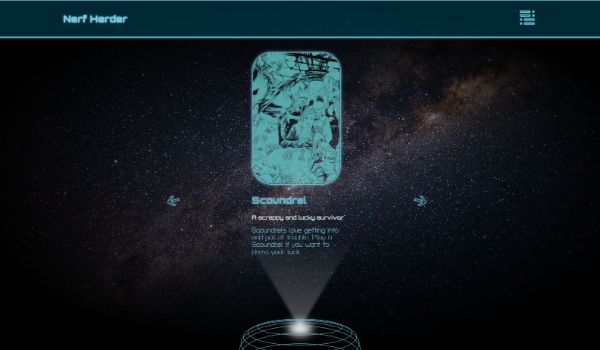 Nerf Herder
Scoundrel
A scrappy and lucky survivor
Scoundrels love getting into
and out of trouble. Play a
Scoundrel if you want to
press your luck